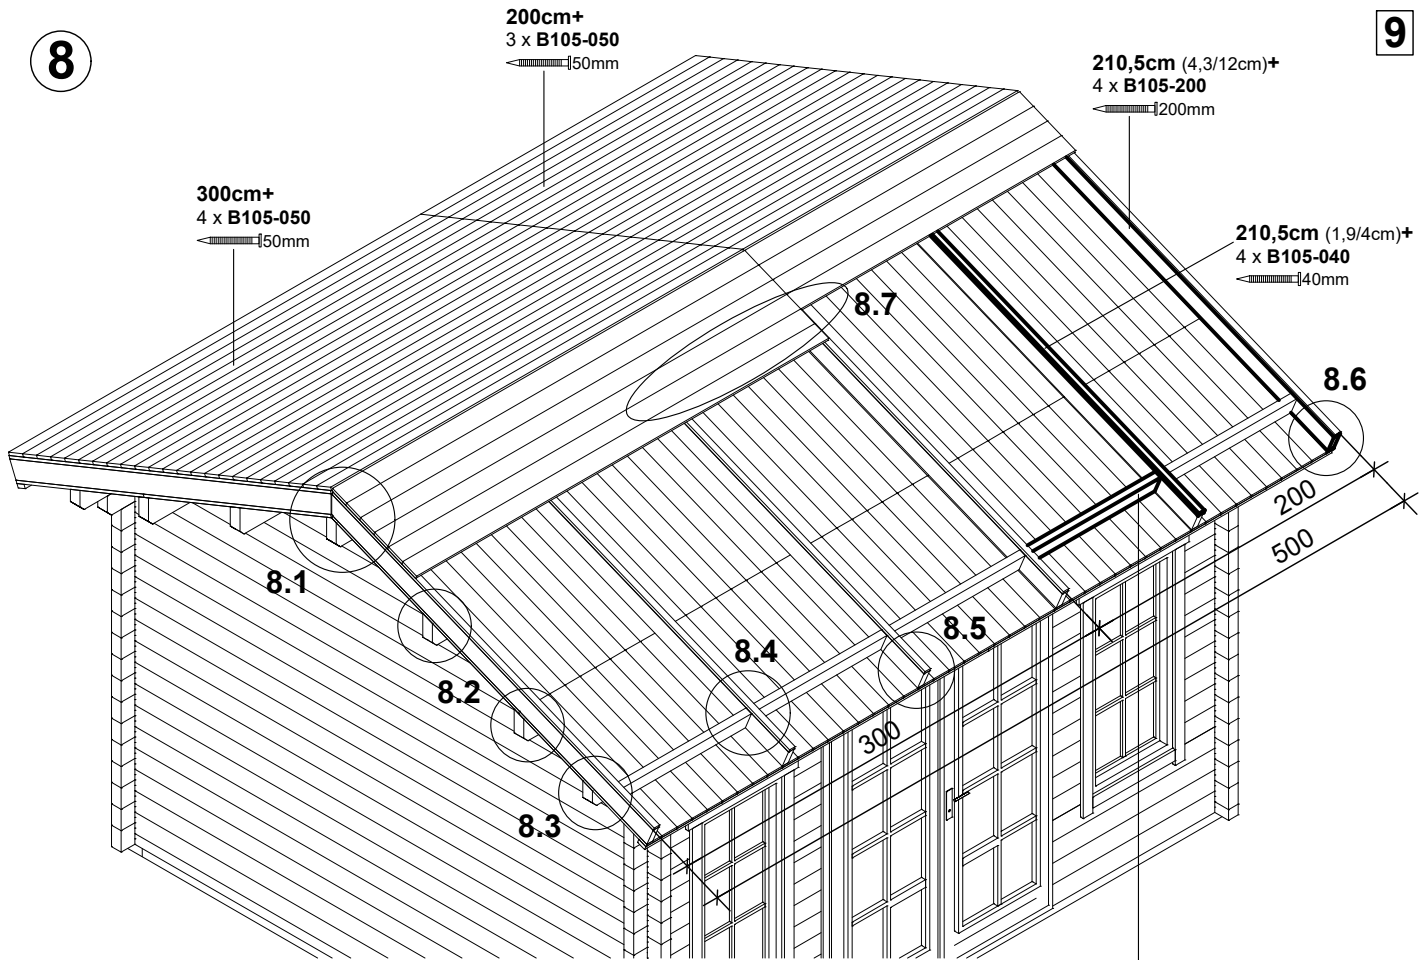 8
200cm+
3 x B105-050
50mm
9
210,5cm (4,3/12cm)+
4 x B105-200
200mm
300cm+
4 x B105-050
50mm
210,5cm (1,9/4cm)+
4 x B105-040
40mm
8.7
8.6
200
500
8.1
8.5
8.4
8.2
300
8.3